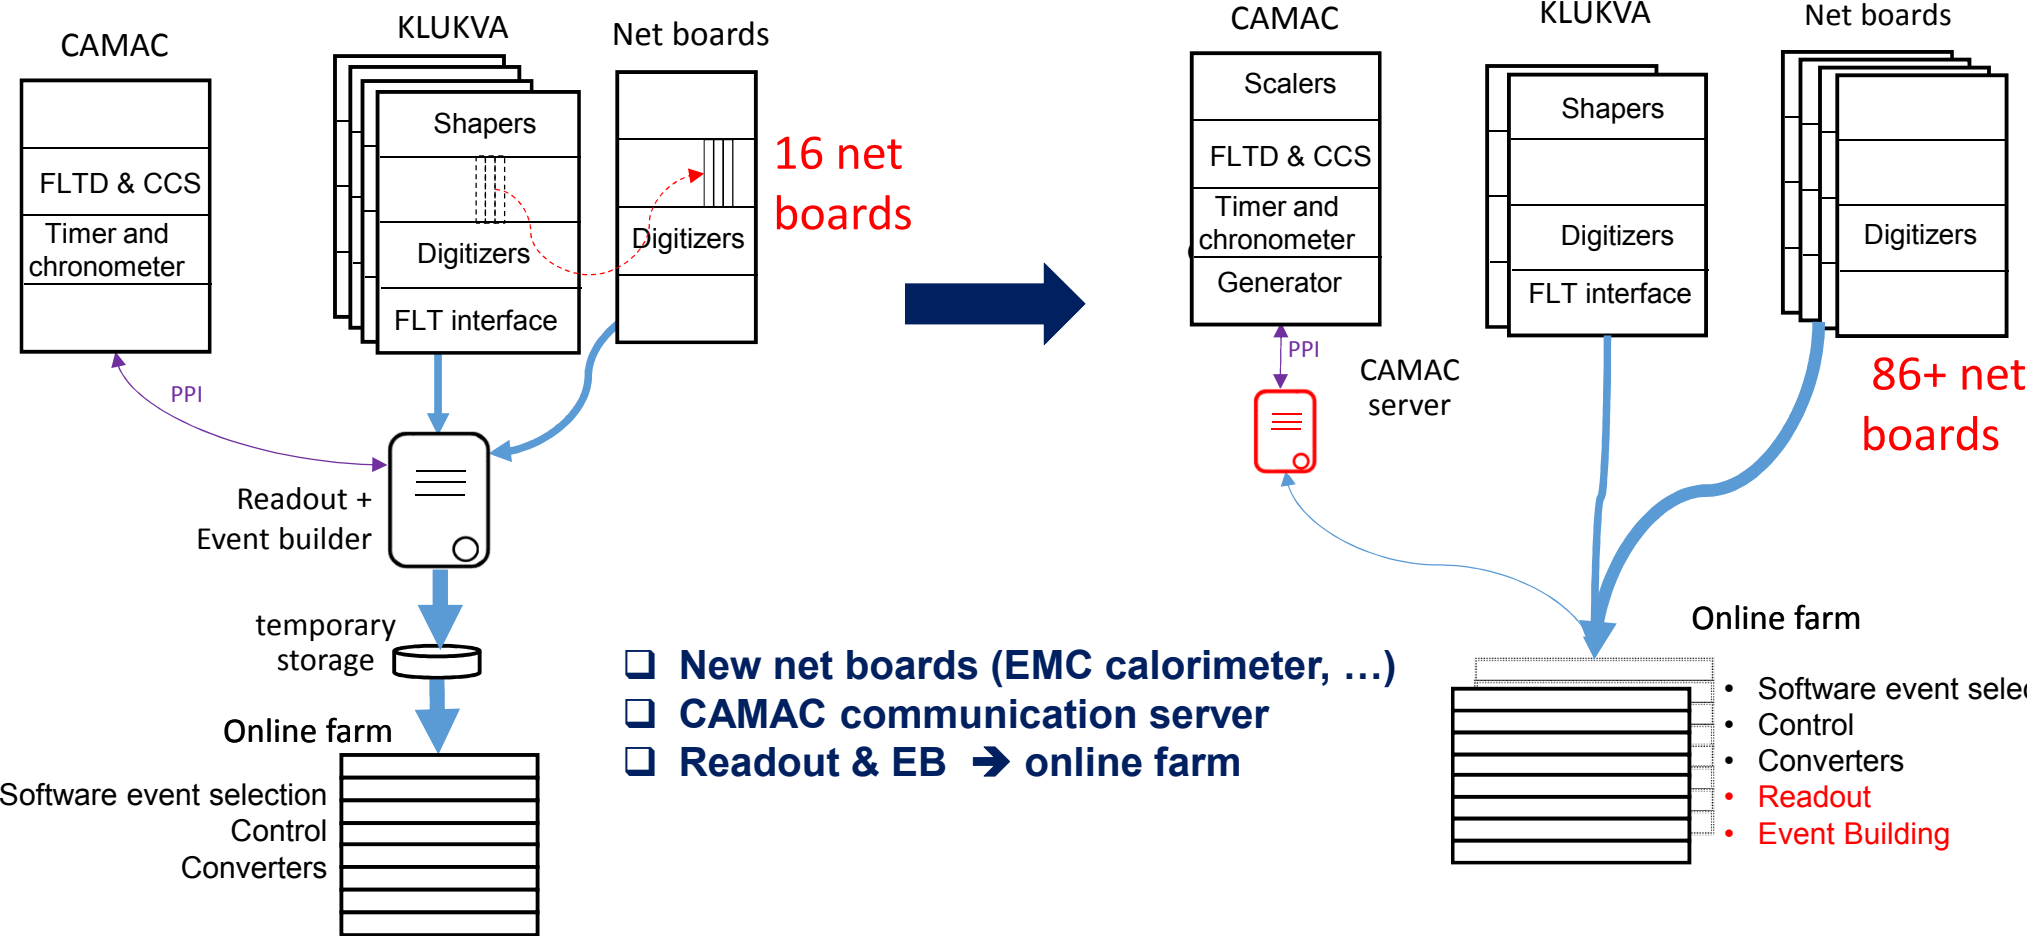 CAMAC
KLUKVA
Net boards
FLTD & CCS
Timer and
chronometer
Shapers
Digitizers
FLT interface
Digitizers
16 net
boards
PPI
Readout +
Event builder
temporary
storage
Online farm
Software event selection
Control
Converters
❑ New net boards (EMC calorimeter, …)
❑ CAMAC communication server
❑ Readout & EB ➔ online farm
CAMAC
KLUKVA
Net boards
Scalers
FLTD & CCS
Timer and
chronometer
Generator
Shapers
Digitizers
FLT interface
Digitizers
PPI
CAMAC
server
86+ net
boards
Online farm
• Software event selec
• Control
• Converters
• Readout
• Event Building